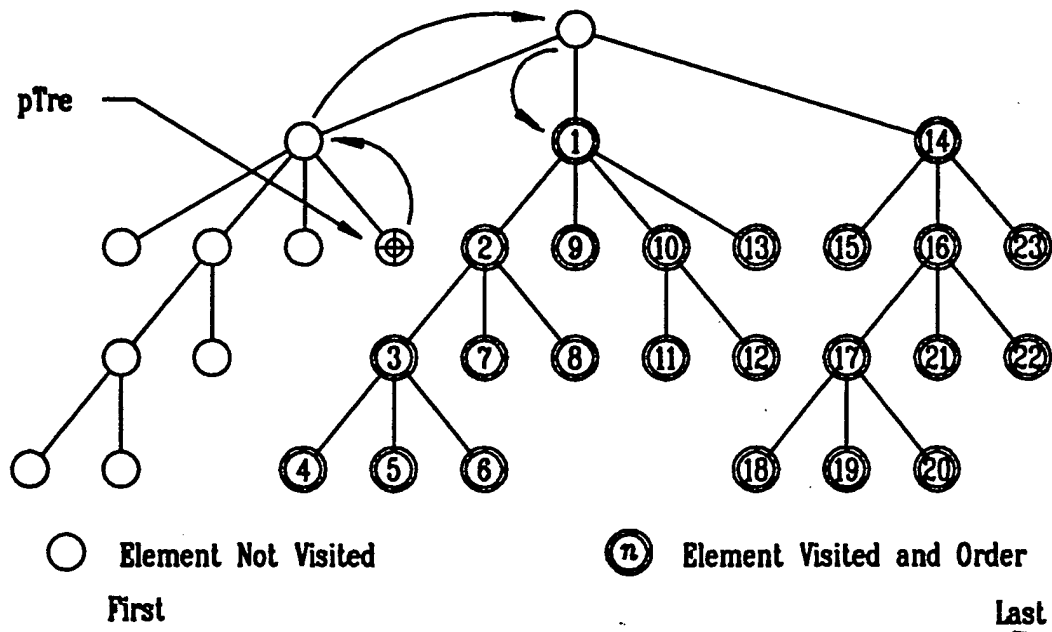 pTre
1 14
2 9 10 13 15 16 23
3 7 8 11 12 17 21 22
4 5 6 18 19 20
Element Not Visited
n Element Visited and Order
First Last